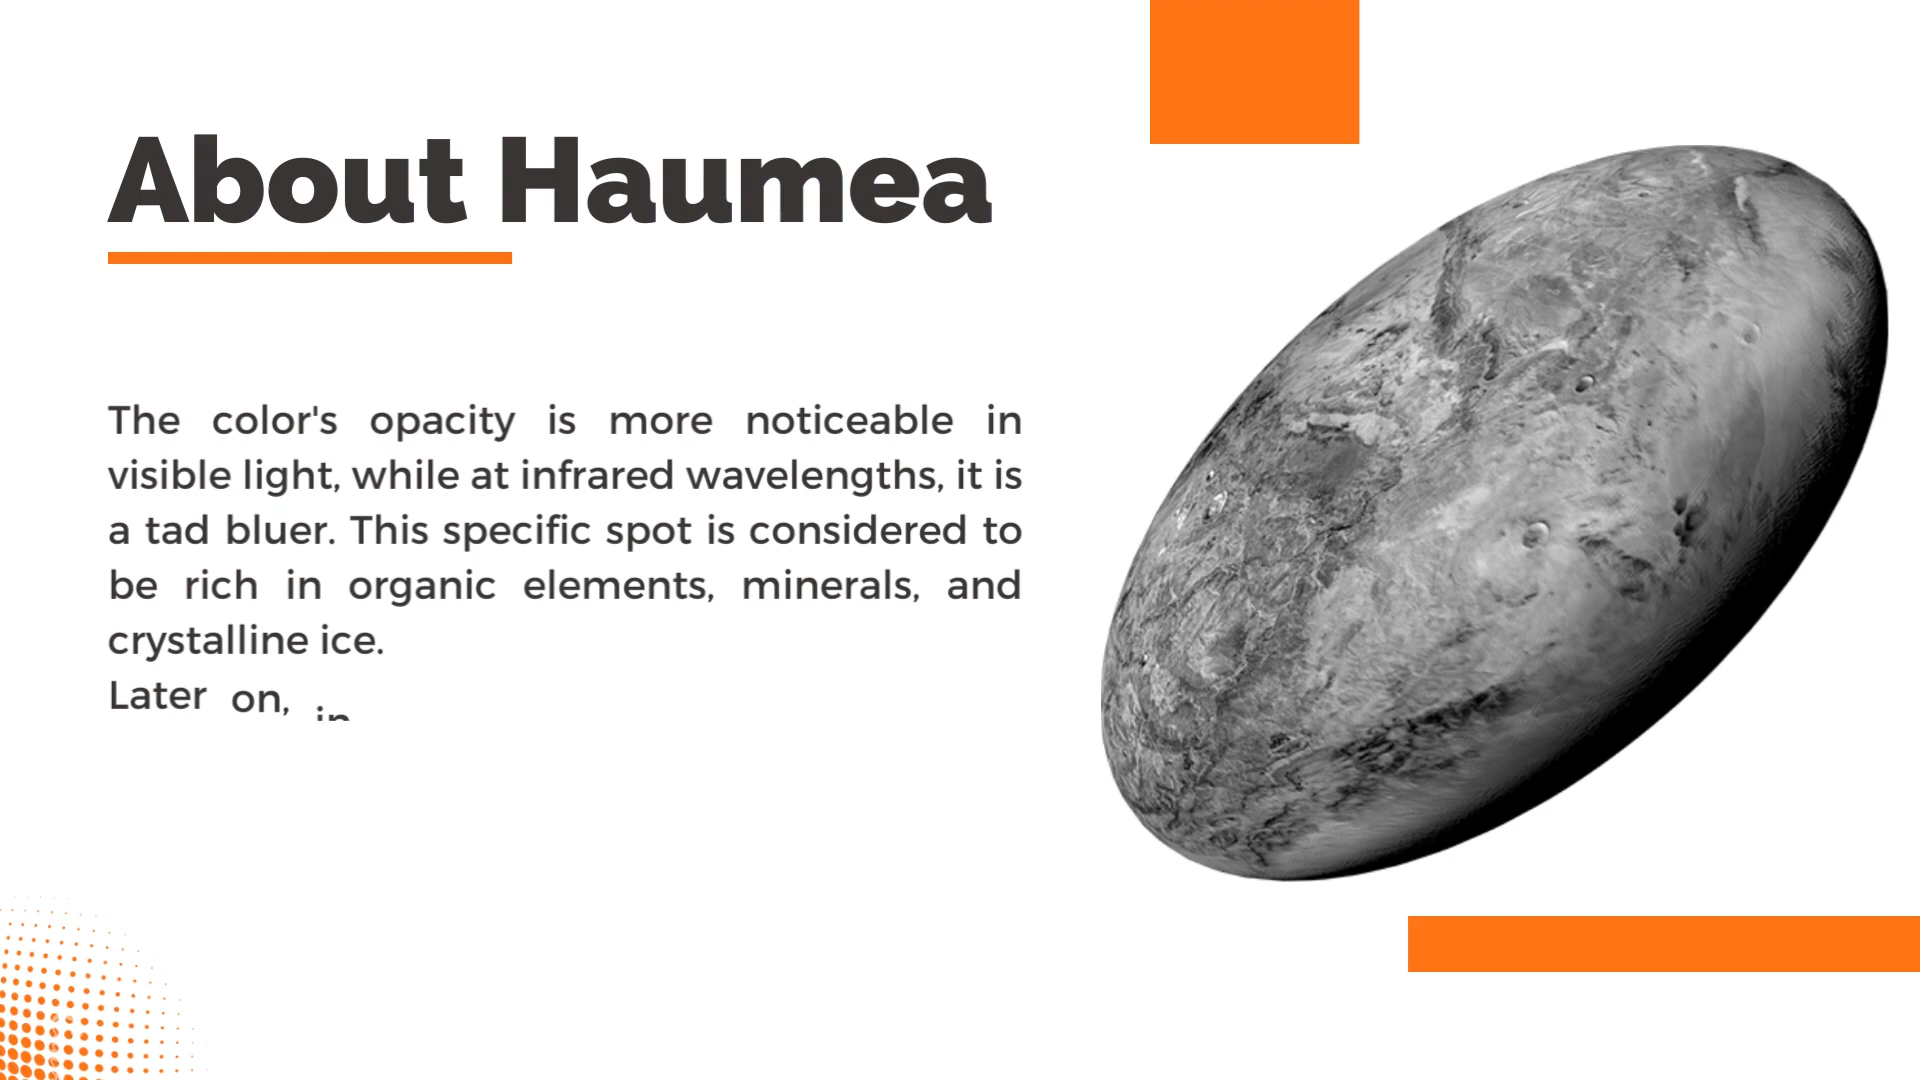 About Haumea
The color's opacity is more noticeable in
visible light, while at infrared wavelengths, it is
a tad bluer. This specific spot is considered to
be rich in organic elements, minerals, and
crystalline ice.
Later on, in